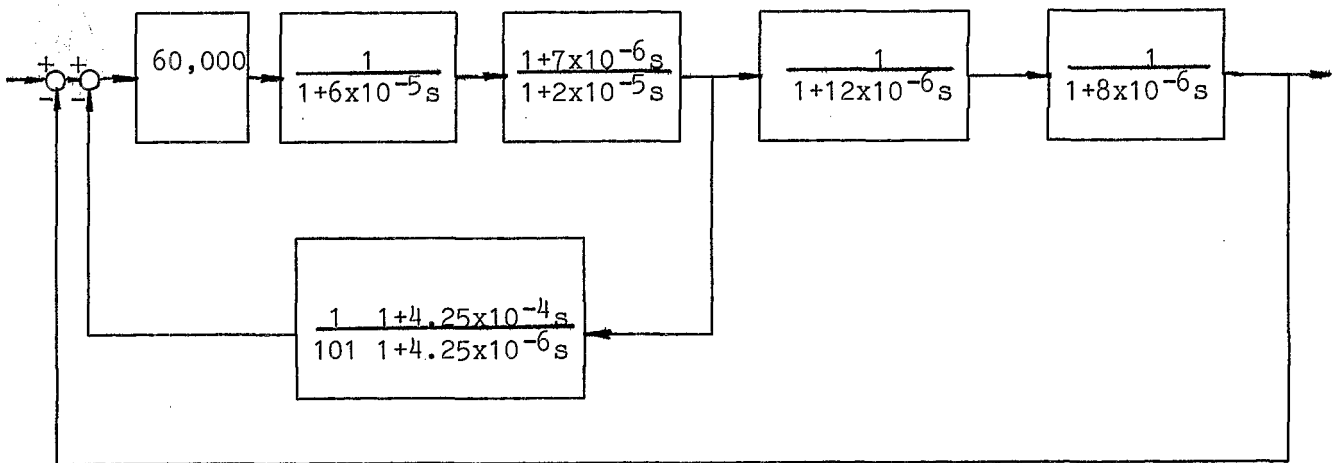 + +
- -
60,000
1
1+6x10⁻⁵s
1+7x10⁻⁶s
1+2x10⁻⁵s
1
1+12x10⁻⁶s
1
1+8x10⁻⁶s
1 1+4.25x10⁻⁴s
101 1+4.25x10⁻⁶s